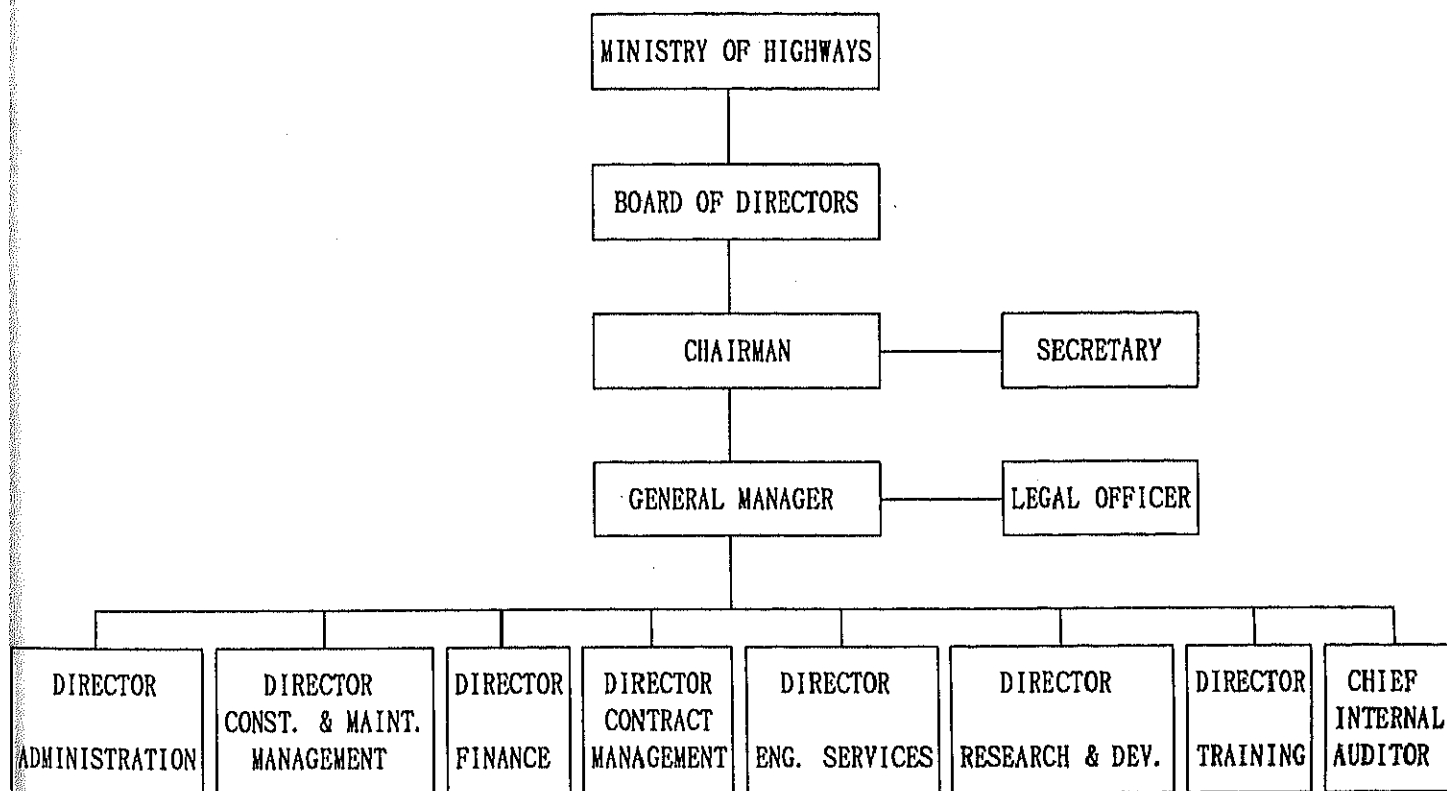 MINISTRY OF HIGHWAYS
BOARD OF DIRECTORS
CHAIRMAN
SECRETARY
GENERAL MANAGER
LEGAL OFFICER
DIRECTOR
ADMINISTRATION
DIRECTOR
CONST. & MAINT.
MANAGEMENT
DIRECTOR
FINANCE
DIRECTOR
CONTRACT
MANAGEMENT
DIRECTOR
ENG. SERVICES
DIRECTOR
RESEARCH & DEV.
DIRECTOR
TRAINING
CHIEF
INTERNAL
AUDITOR